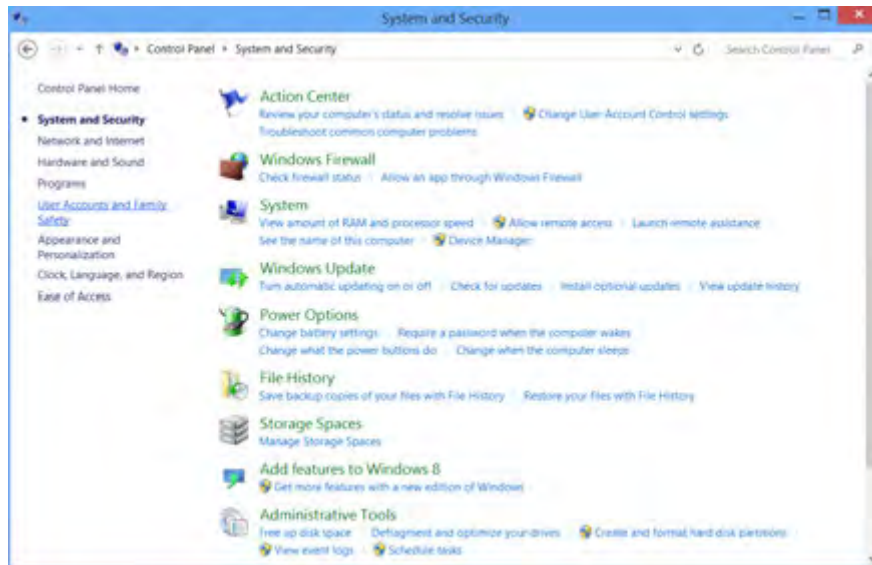 System and Security
Control Panel System and Security
Search Control Panel
Control Panel Home
System and Security
Network and Internet
Hardware and Sound
Programs
User Accounts and Family
Safety
Appearance and
Personalization
Clock, Language, and Region
Ease of Access
Action Center
Review your computer's status and resolve issues Change User Account Control settings
Troubleshoot common computer problems
Windows Firewall
Check firewall status Allow an app through Windows Firewall
System
View amount of RAM and processor speed Allow remote access Launch remote assistance
See the name of this computer Device Manager
Windows Update
Turn automatic updating on or off Check for updates Install optional updates View update history
Power Options
Change battery settings Require a password when the computer wakes
Change what the power buttons do Change when the computer sleeps
File History
Save backup copies of your files with File History Restore your files with File History
Storage Spaces
Manage Storage Spaces
Add features to Windows 8
Get more features with a new edition of Windows
Administrative Tools
Free up disk space Defragment and optimize your drives Create and format hard disk partitions
View event logs Schedule tasks